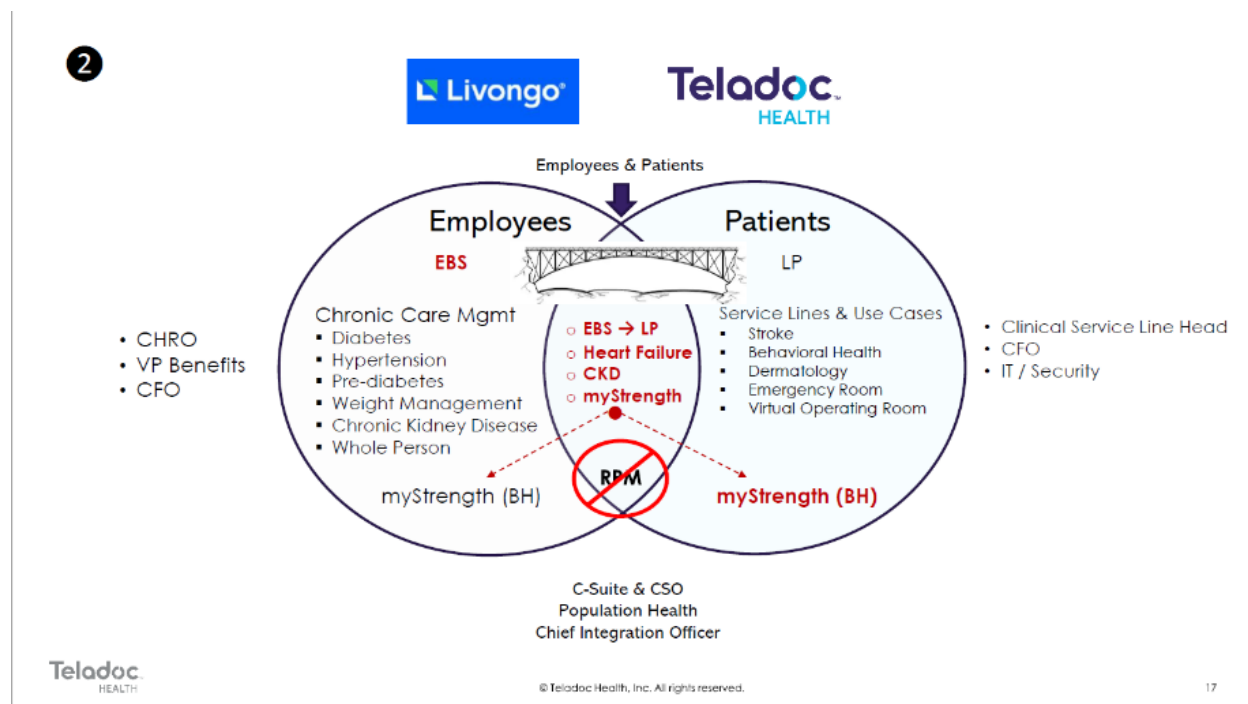 2
Livongo®
Teladoc™
HEALTH
Employees & Patients
Employees
Patients
EBS
LP
Chronic Care Mgmt
▪ Diabetes
▪ Hypertension
▪ Pre-diabetes
▪ Weight Management
▪ Chronic Kidney Disease
▪ Whole Person
myStrength (BH)
• CHRO
• VP Benefits
• CFO
○ EBS → LP
○ Heart Failure
○ CKD
○ myStrength
RPM
Service Lines & Use Cases
▪ Stroke
▪ Behavioral Health
▪ Dermatology
▪ Emergency Room
▪ Virtual Operating Room
myStrength (BH)
• Clinical Service Line Head
• CFO
• IT / Security
C-Suite & CSO
Population Health
Chief Integration Officer
Teladoc™
HEALTH
© Teladoc Health, Inc. All rights reserved.
17